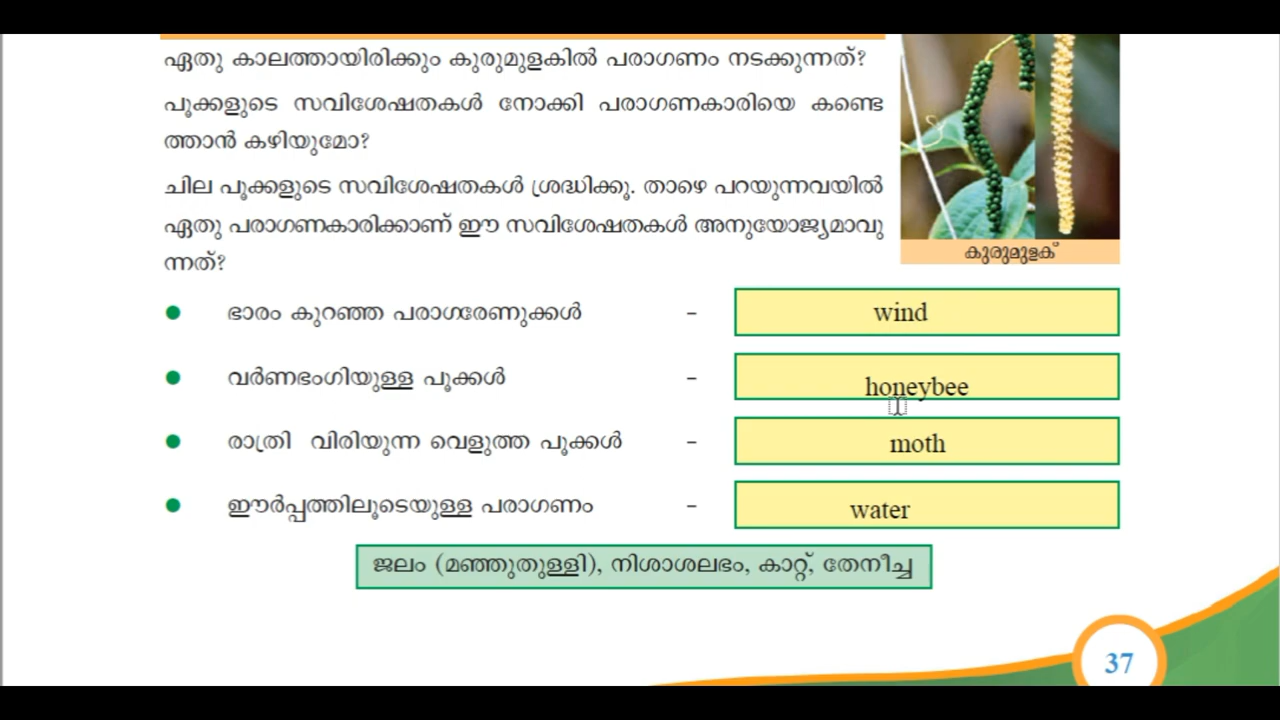 ഏതു കാലത്തായിരിക്കും കുരുമുളകിൽ പരാഗണം നടക്കുന്നത്?
പൂക്കളുടെ സവിശേഷതകൾ നോക്കി പരാഗണകാരിയെ കണ്ടെ
ത്താൻ കഴിയുമോ?
ചില പൂക്കളുടെ സവിശേഷതകൾ ശ്രദ്ധിക്കൂ. താഴെ പറയുന്നവയിൽ
ഏതു പരാഗണകാരിക്കാണ് ഈ സവിശേഷതകൾ അനുയോജ്യമാവു
ന്നത്?
കുരുമുളക്
● ഭാരം കുറഞ്ഞ പരാഗരേണുക്കൾ – wind
● വർണഭംഗിയുള്ള പൂക്കൾ – honeybee
● രാത്രി വിരിയുന്ന വെളുത്ത പൂക്കൾ – moth
● ഈർപ്പത്തിലൂടെയുള്ള പരാഗണം – water
ജലം (മഞ്ഞുതുള്ളി), നിശാശലഭം, കാറ്റ്, തേനീച്ച
37